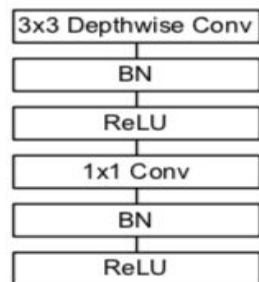 3x3 Depthwise Conv
BN
ReLU
1x1 Conv
BN
ReLU